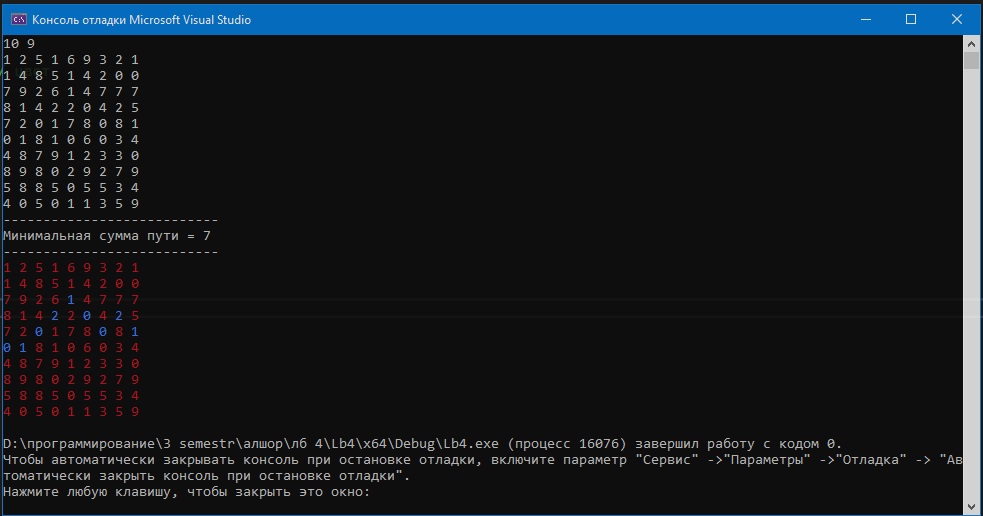 Консоль отладки Microsoft Visual Studio
10 9
1 2 5 1 6 9 3 2 1
1 4 8 5 1 4 2 0 0
7 9 2 6 1 4 7 7 7
8 1 4 2 2 0 4 2 5
7 2 0 1 7 8 0 8 1
0 1 8 1 0 6 0 3 4
4 8 7 9 1 2 3 3 0
8 9 8 0 2 9 2 7 9
5 8 8 5 0 5 5 3 4
4 0 5 0 1 1 3 5 9
---------------------------
Минимальная сумма пути = 7
---------------------------
1 2 5 1 6 9 3 2 1
1 4 8 5 1 4 2 0 0
7 9 2 6 1 4 7 7 7
8 1 4 2 2 0 4 2 5
7 2 0 1 7 8 0 8 1
0 1 8 1 0 6 0 3 4
4 8 7 9 1 2 3 3 0
8 9 8 0 2 9 2 7 9
5 8 8 5 0 5 5 3 4
4 0 5 0 1 1 3 5 9
D:\программирование\3 semestr\алшор\лб 4\Lb4\x64\Debug\Lb4.exe (процесс 16076) завершил работу с кодом 0.
Чтобы автоматически закрывать консоль при остановке отладки, включите параметр "Сервис" ->"Параметры" ->"Отладка" -> "Ав
томатически закрыть консоль при остановке отладки".
Нажмите любую клавишу, чтобы закрыть это окно: